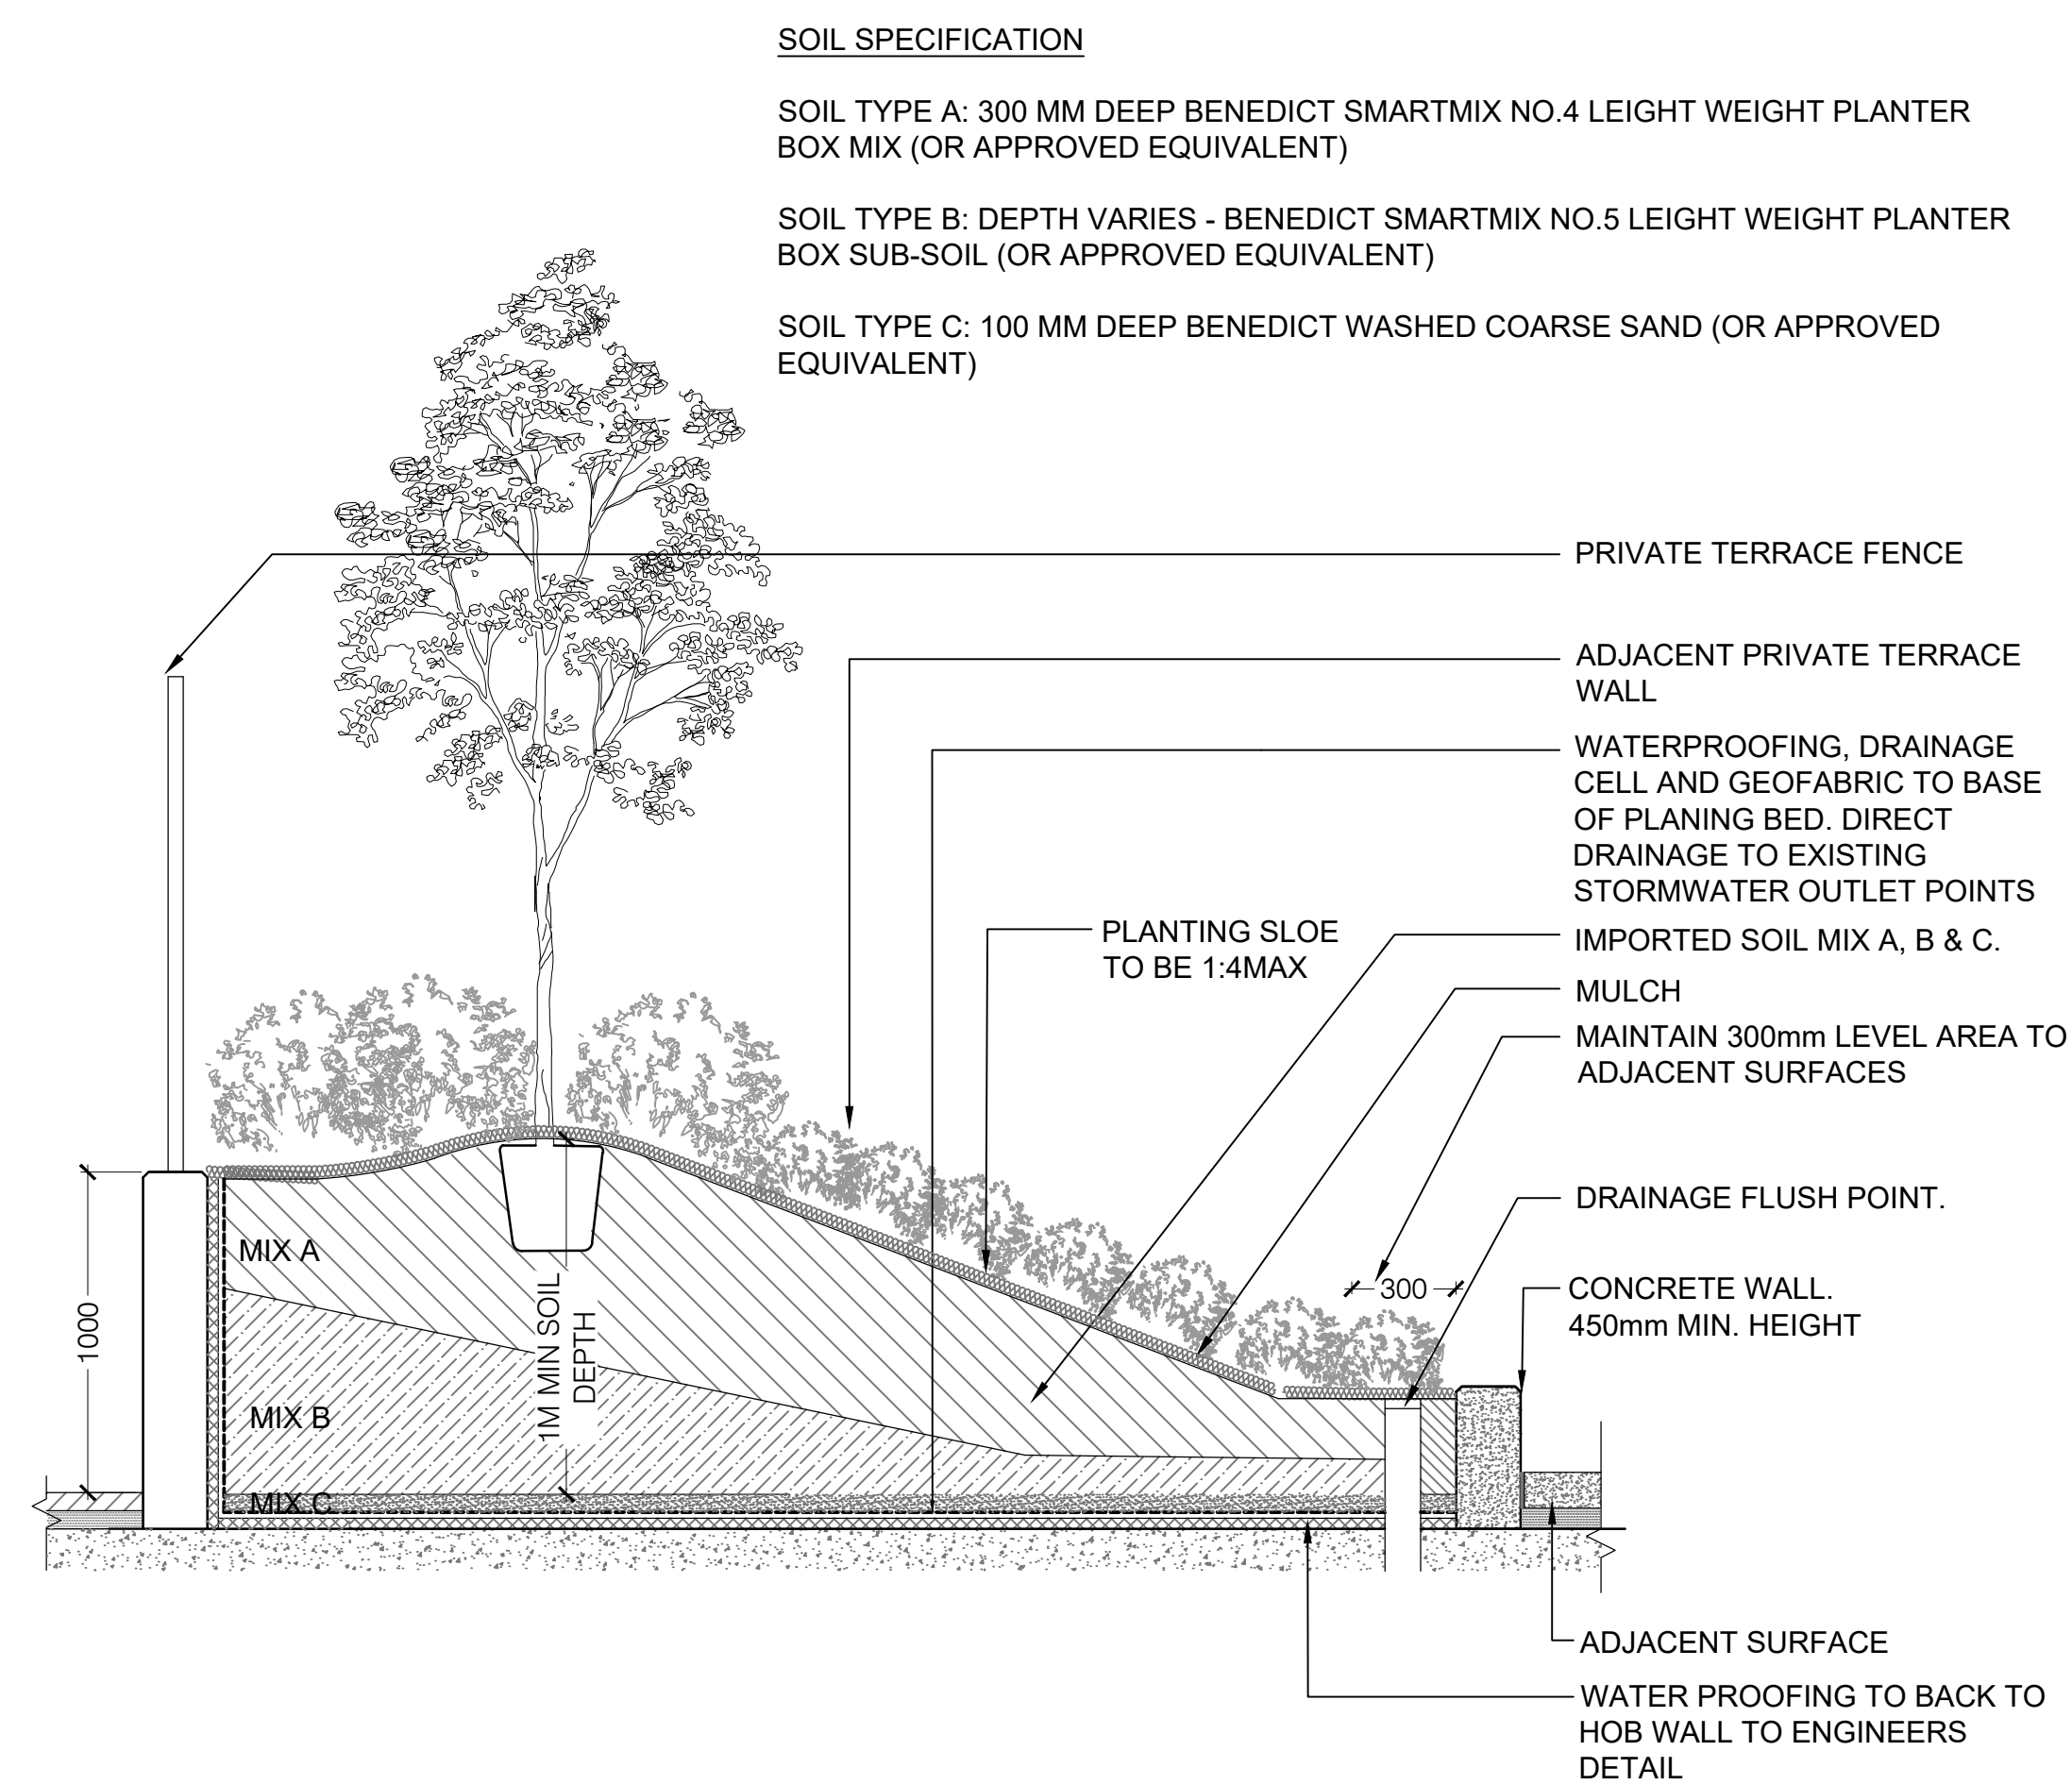 SOIL SPECIFICATION
SOIL TYPE A: 300 MM DEEP BENEDICT SMARTMIX NO.4 LEIGHT WEIGHT PLANTER
BOX MIX (OR APPROVED EQUIVALENT)
SOIL TYPE B: DEPTH VARIES - BENEDICT SMARTMIX NO.5 LEIGHT WEIGHT PLANTER
BOX SUB-SOIL (OR APPROVED EQUIVALENT)
SOIL TYPE C: 100 MM DEEP BENEDICT WASHED COARSE SAND (OR APPROVED
EQUIVALENT)
PRIVATE TERRACE FENCE
ADJACENT PRIVATE TERRACE
WALL
WATERPROOFING, DRAINAGE
CELL AND GEOFABRIC TO BASE
OF PLANING BED. DIRECT
DRAINAGE TO EXISTING
STORMWATER OUTLET POINTS
PLANTING SLOE
TO BE 1:4MAX
IMPORTED SOIL MIX A, B & C.
MULCH
MAINTAIN 300mm LEVEL AREA TO
ADJACENT SURFACES
DRAINAGE FLUSH POINT.
300
CONCRETE WALL.
450mm MIN. HEIGHT
1000
MIX A
MIX B
MIX C
1M MIN SOIL
DEPTH
ADJACENT SURFACE
WATER PROOFING TO BACK TO
HOB WALL TO ENGINEERS
DETAIL